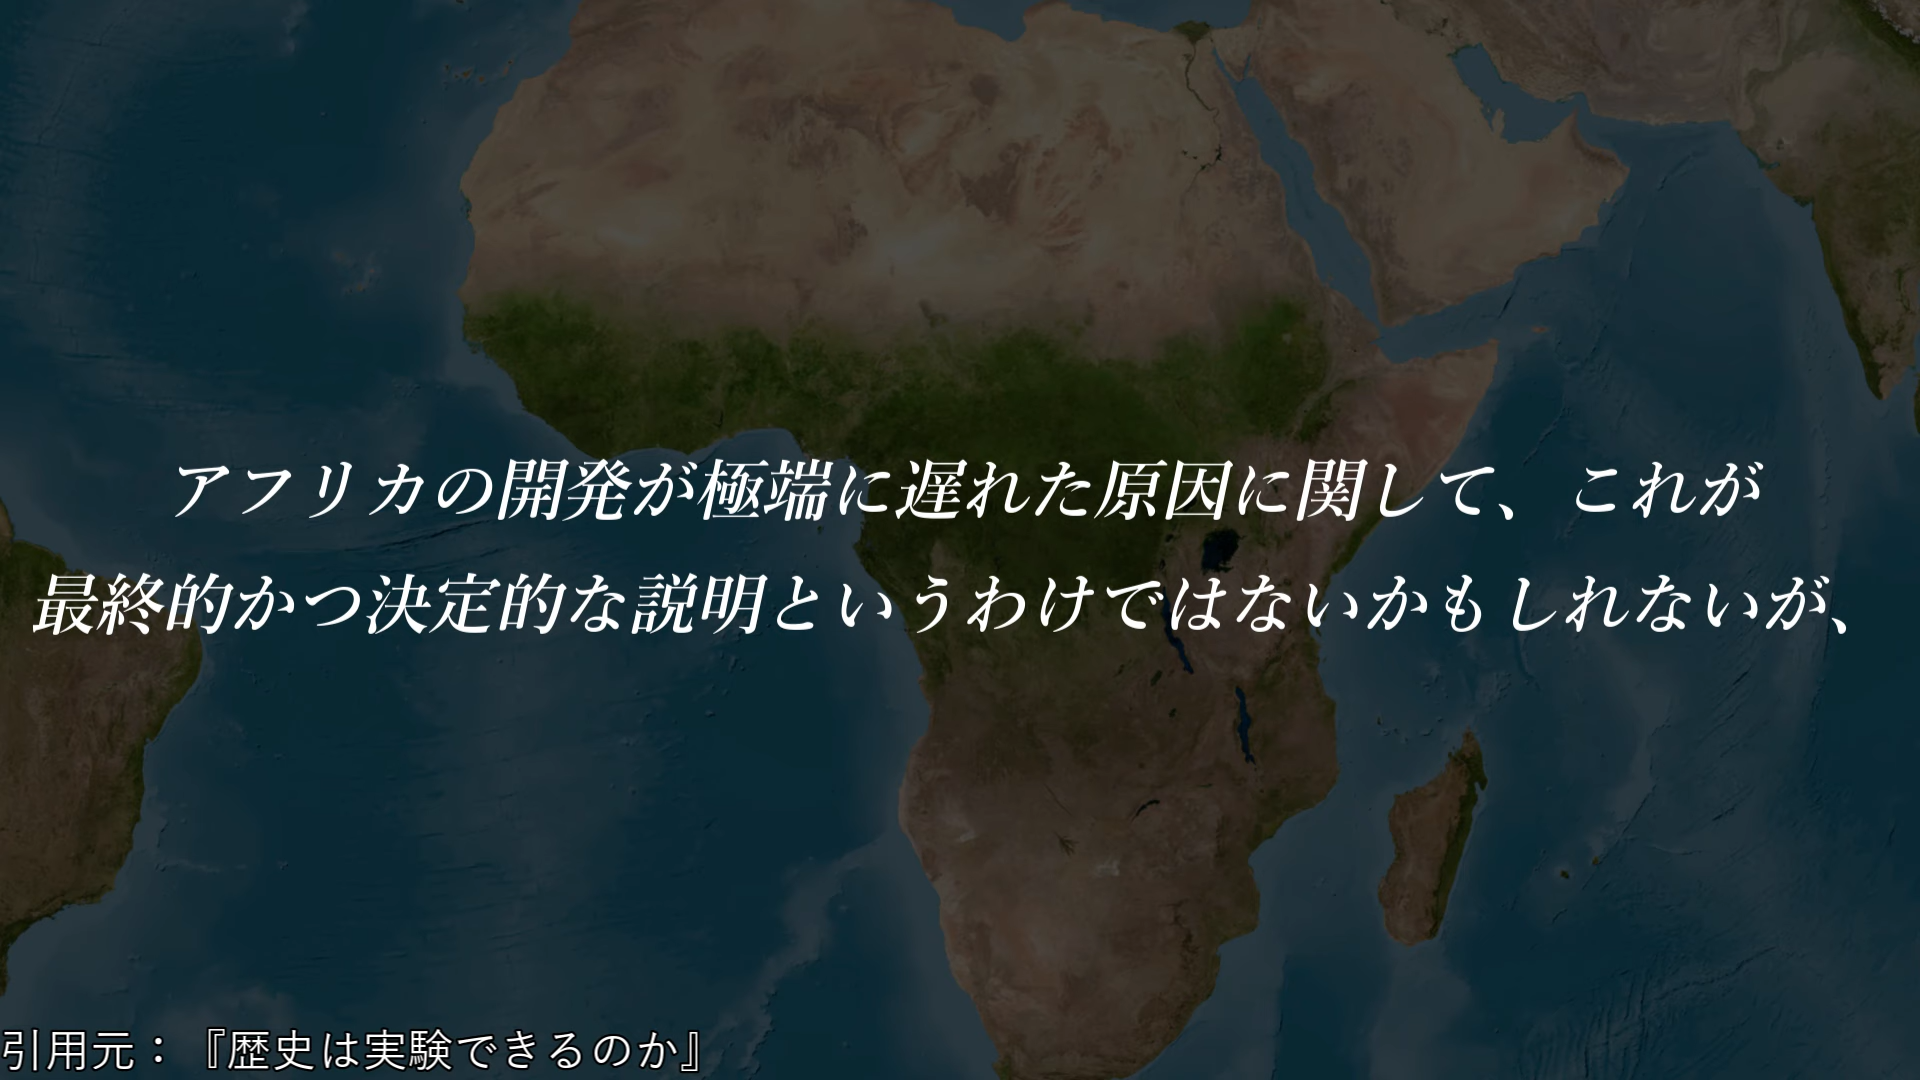 アフリカの開発が極端に遅れた原因に関して、これが
最終的かつ決定的な説明というわけではないかもしれないが、
引用元：『歴史は実験できるのか』